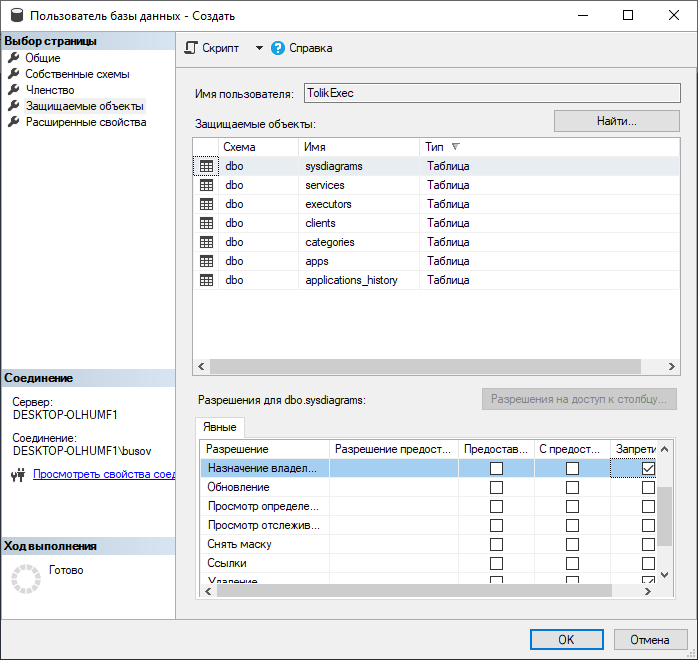 Пользователь базы данных - Создать
Выбор страницы
Общие
Собственные схемы
Членство
Защищаемые объекты
Расширенные свойства
Скрипт
Справка
Имя пользователя: TolikExec
Защищаемые объекты:
Найти...
Схема Имя Тип
dbo sysdiagrams Таблица
dbo services Таблица
dbo executors Таблица
dbo clients Таблица
dbo categories Таблица
dbo apps Таблица
dbo applications_history Таблица
Соединение
Сервер:
DESKTOP-OLHUMF1
Соединение:
DESKTOP-OLHUMF1\busov
Просмотреть свойства соед
Ход выполнения
Готово
Разрешения для dbo.sysdiagrams:
Разрешения на доступ к столбцу...
Явные
Разрешение Разрешение предост... Предостав... С предост... Запрети
Назначение владел...
Обновление
Просмотр определе...
Просмотр отслежив...
Снять маску
Ссылки
Удаление
OK
Отмена